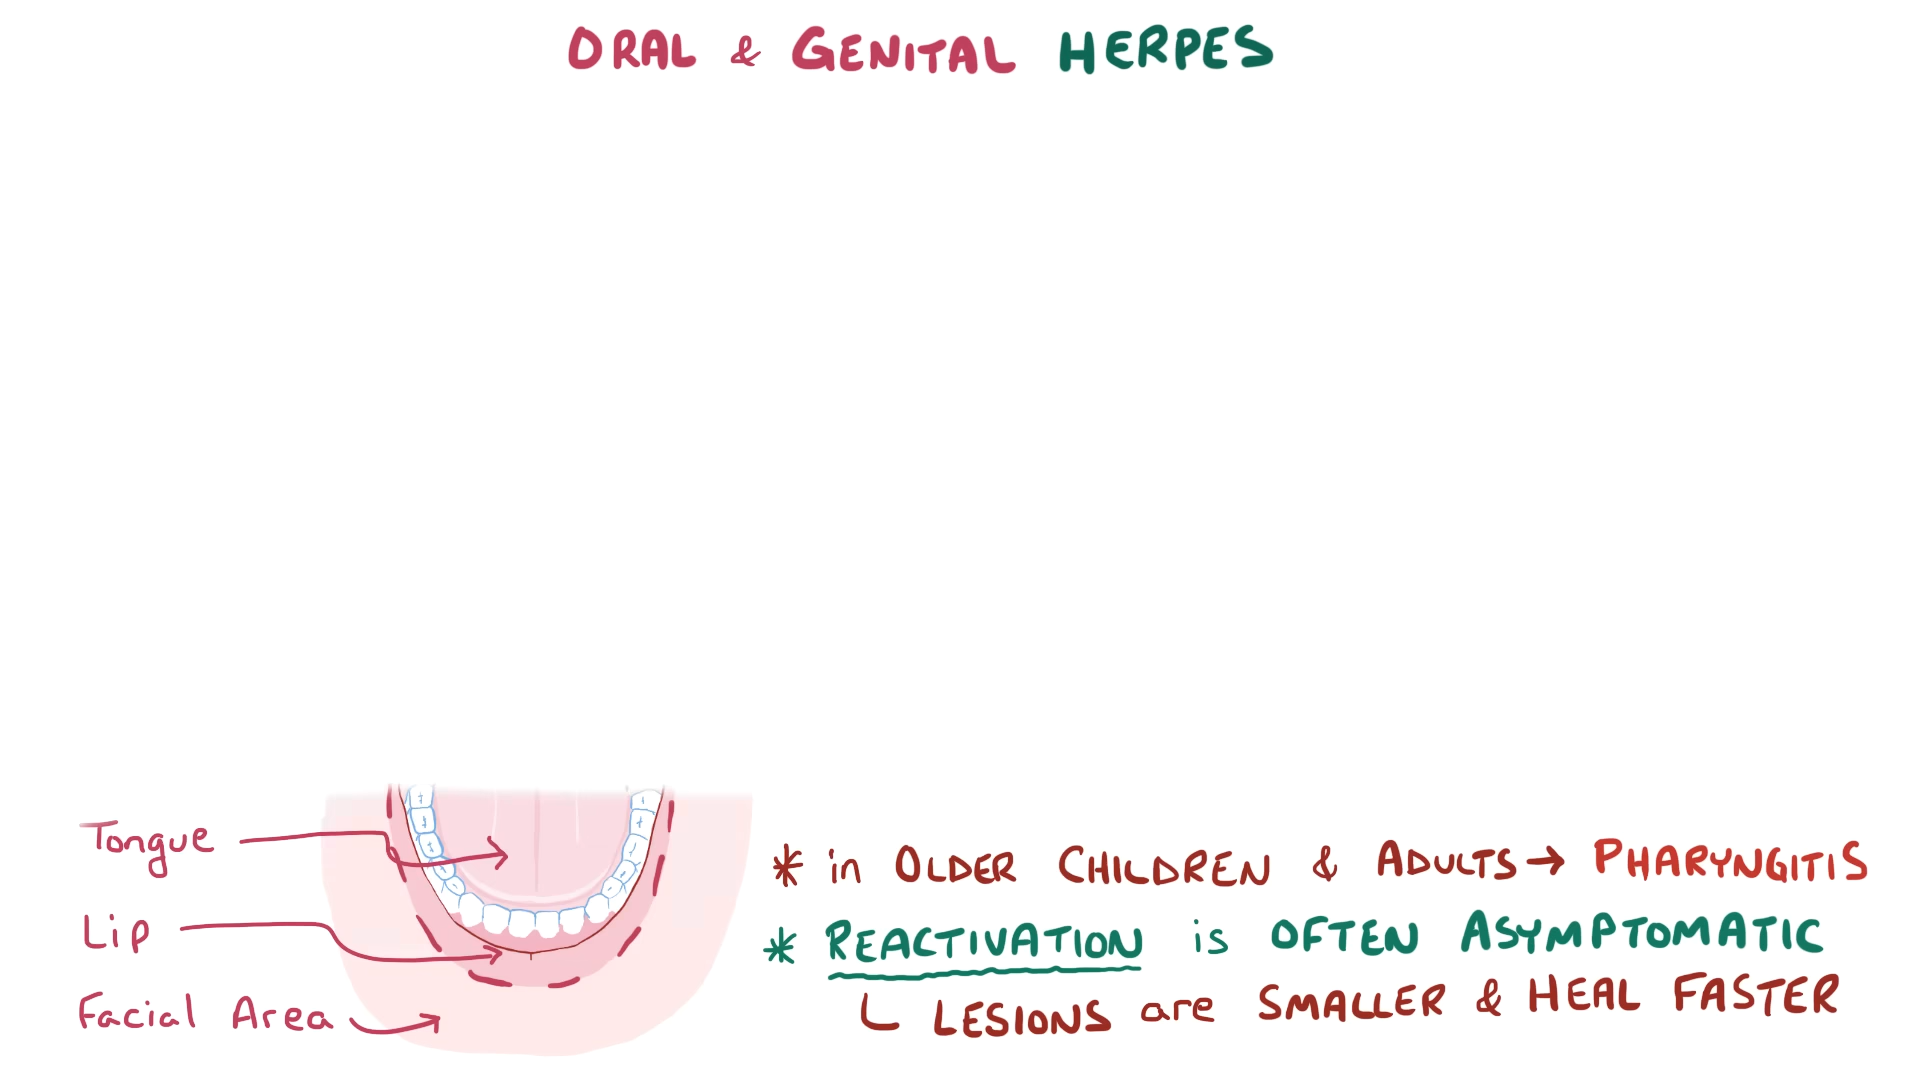 ORAL & GENITAL HERPES
Tongue
Lip
Facial Area
* in OLDER CHILDREN & ADULTS → PHARYNGITIS
* REACTIVATION is OFTEN ASYMPTOMATIC
LESIONS are SMALLER & HEAL FASTER